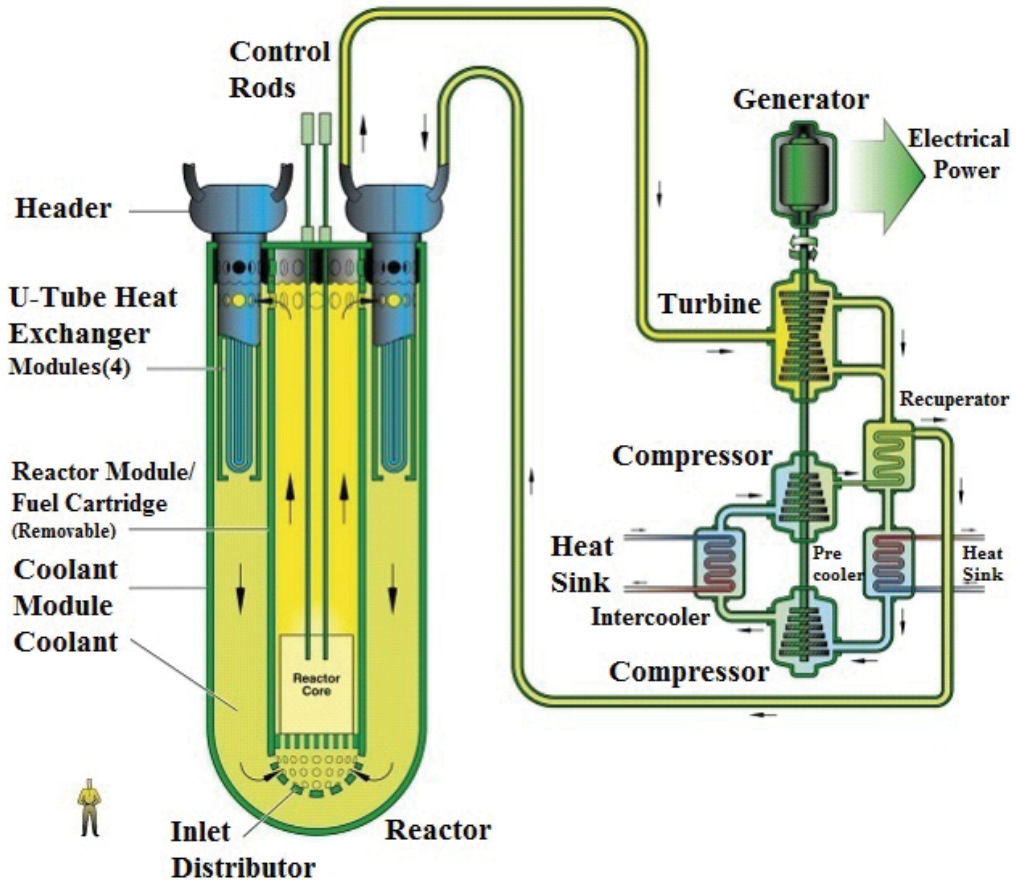 Control
Rods
Generator
Electrical
Power
Header
U-Tube Heat
Exchanger
Modules(4)
Turbine
Recuperator
Compressor
Reactor Module/
Fuel Cartridge
(Removable)
Heat
Sink
Pre
cooler
Heat
Sink
Coolant
Module
Coolant
Intercooler
Reactor
Core
Compressor
Inlet
Distributor
Reactor